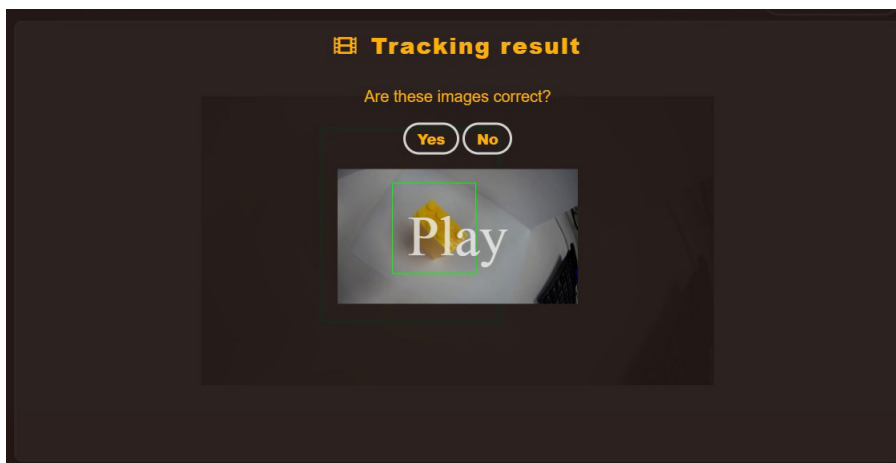 Tracking result
Are these images correct?
Yes No
Play